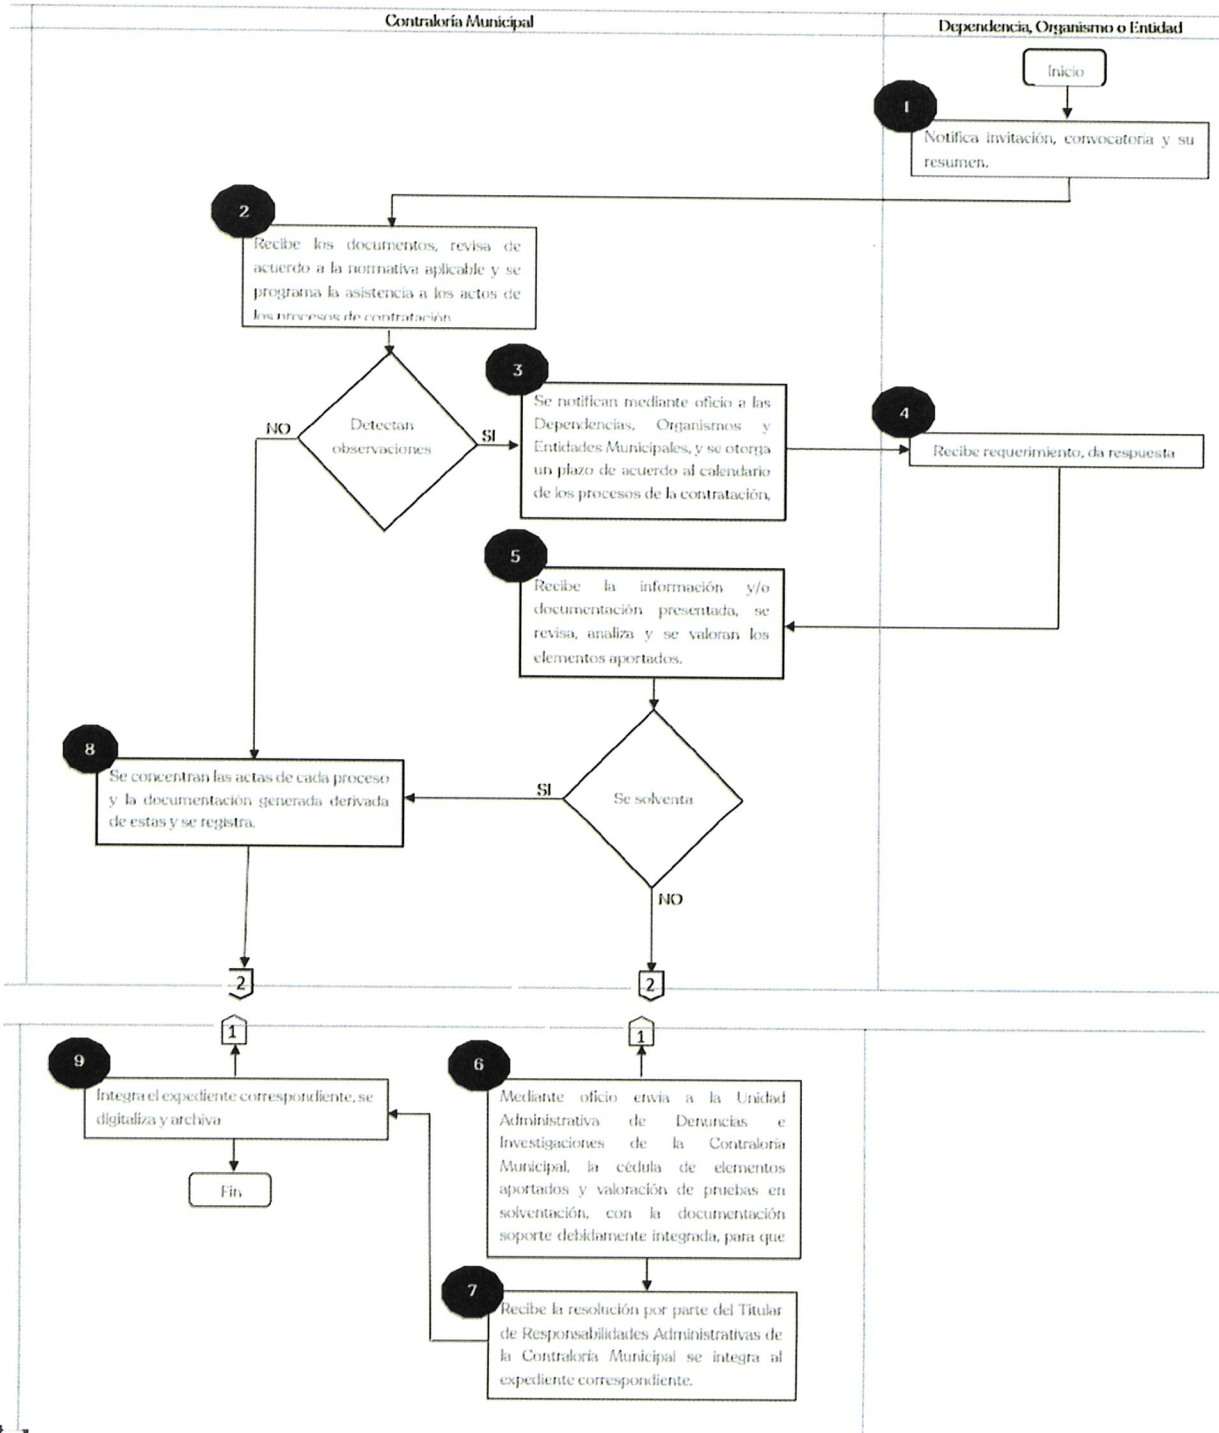 Contraloría Municipal
Dependencia, Organismo o Entidad
Inicio
1
Notifica invitación, convocatoria y su
resumen.
2
Recibe los documentos, revisa de
acuerdo a la normativa aplicable y se
programa la asistencia a los actos de
los procesos de contratación
Detectan
observaciones
NO
SI
3
Se notifican mediante oficio a las
Dependencias, Organismos y
Entidades Municipales, y se otorga
un plazo de acuerdo al calendario
de los procesos de la contratación,
4
Recibe requerimiento, da respuesta
5
Recibe la información y/o
documentación presentada, se
revisa, analiza y se valoran los
elementos aportados.
8
Se concentran las actas de cada proceso
y la documentación generada derivada
de estas y se registra.
SI
Se solventa
NO
2
2
1
1
9
Integra el expediente correspondiente, se
digitaliza y archiva
Fin
6
Mediante oficio envía a la Unidad
Administrativa de Denuncias e
Investigaciones de la Contraloría
Municipal, la cédula de elementos
aportados y valoración de pruebas en
solventación, con la documentación
soporte debidamente integrada, para que
7
Recibe la resolución por parte del Titular
de Responsabilidades Administrativas de
la Contraloría Municipal se integra al
expediente correspondiente.